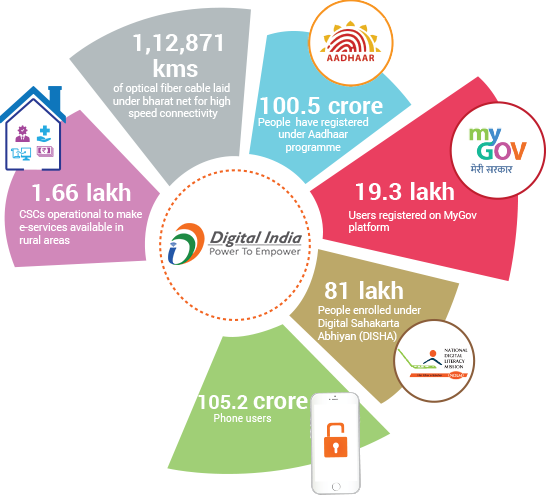 1,12,871
kms
of optical fiber cable laid
under bharat net for high
speed connectivity
AADHAAR
100.5 crore
People have registered
under Aadhaar
programme
my
GOV
मेरी सरकार
19.3 lakh
Users registered on MyGov
platform
1.66 lakh
CSCs operational to make
e-services available in
rural areas
Digital India
Power To Empower
81 lakh
People enrolled under
Digital Sahakarta
Abhiyan (DISHA)
NATIONAL
DIGITAL
LITERACY
MISSION
105.2 crore
Phone users